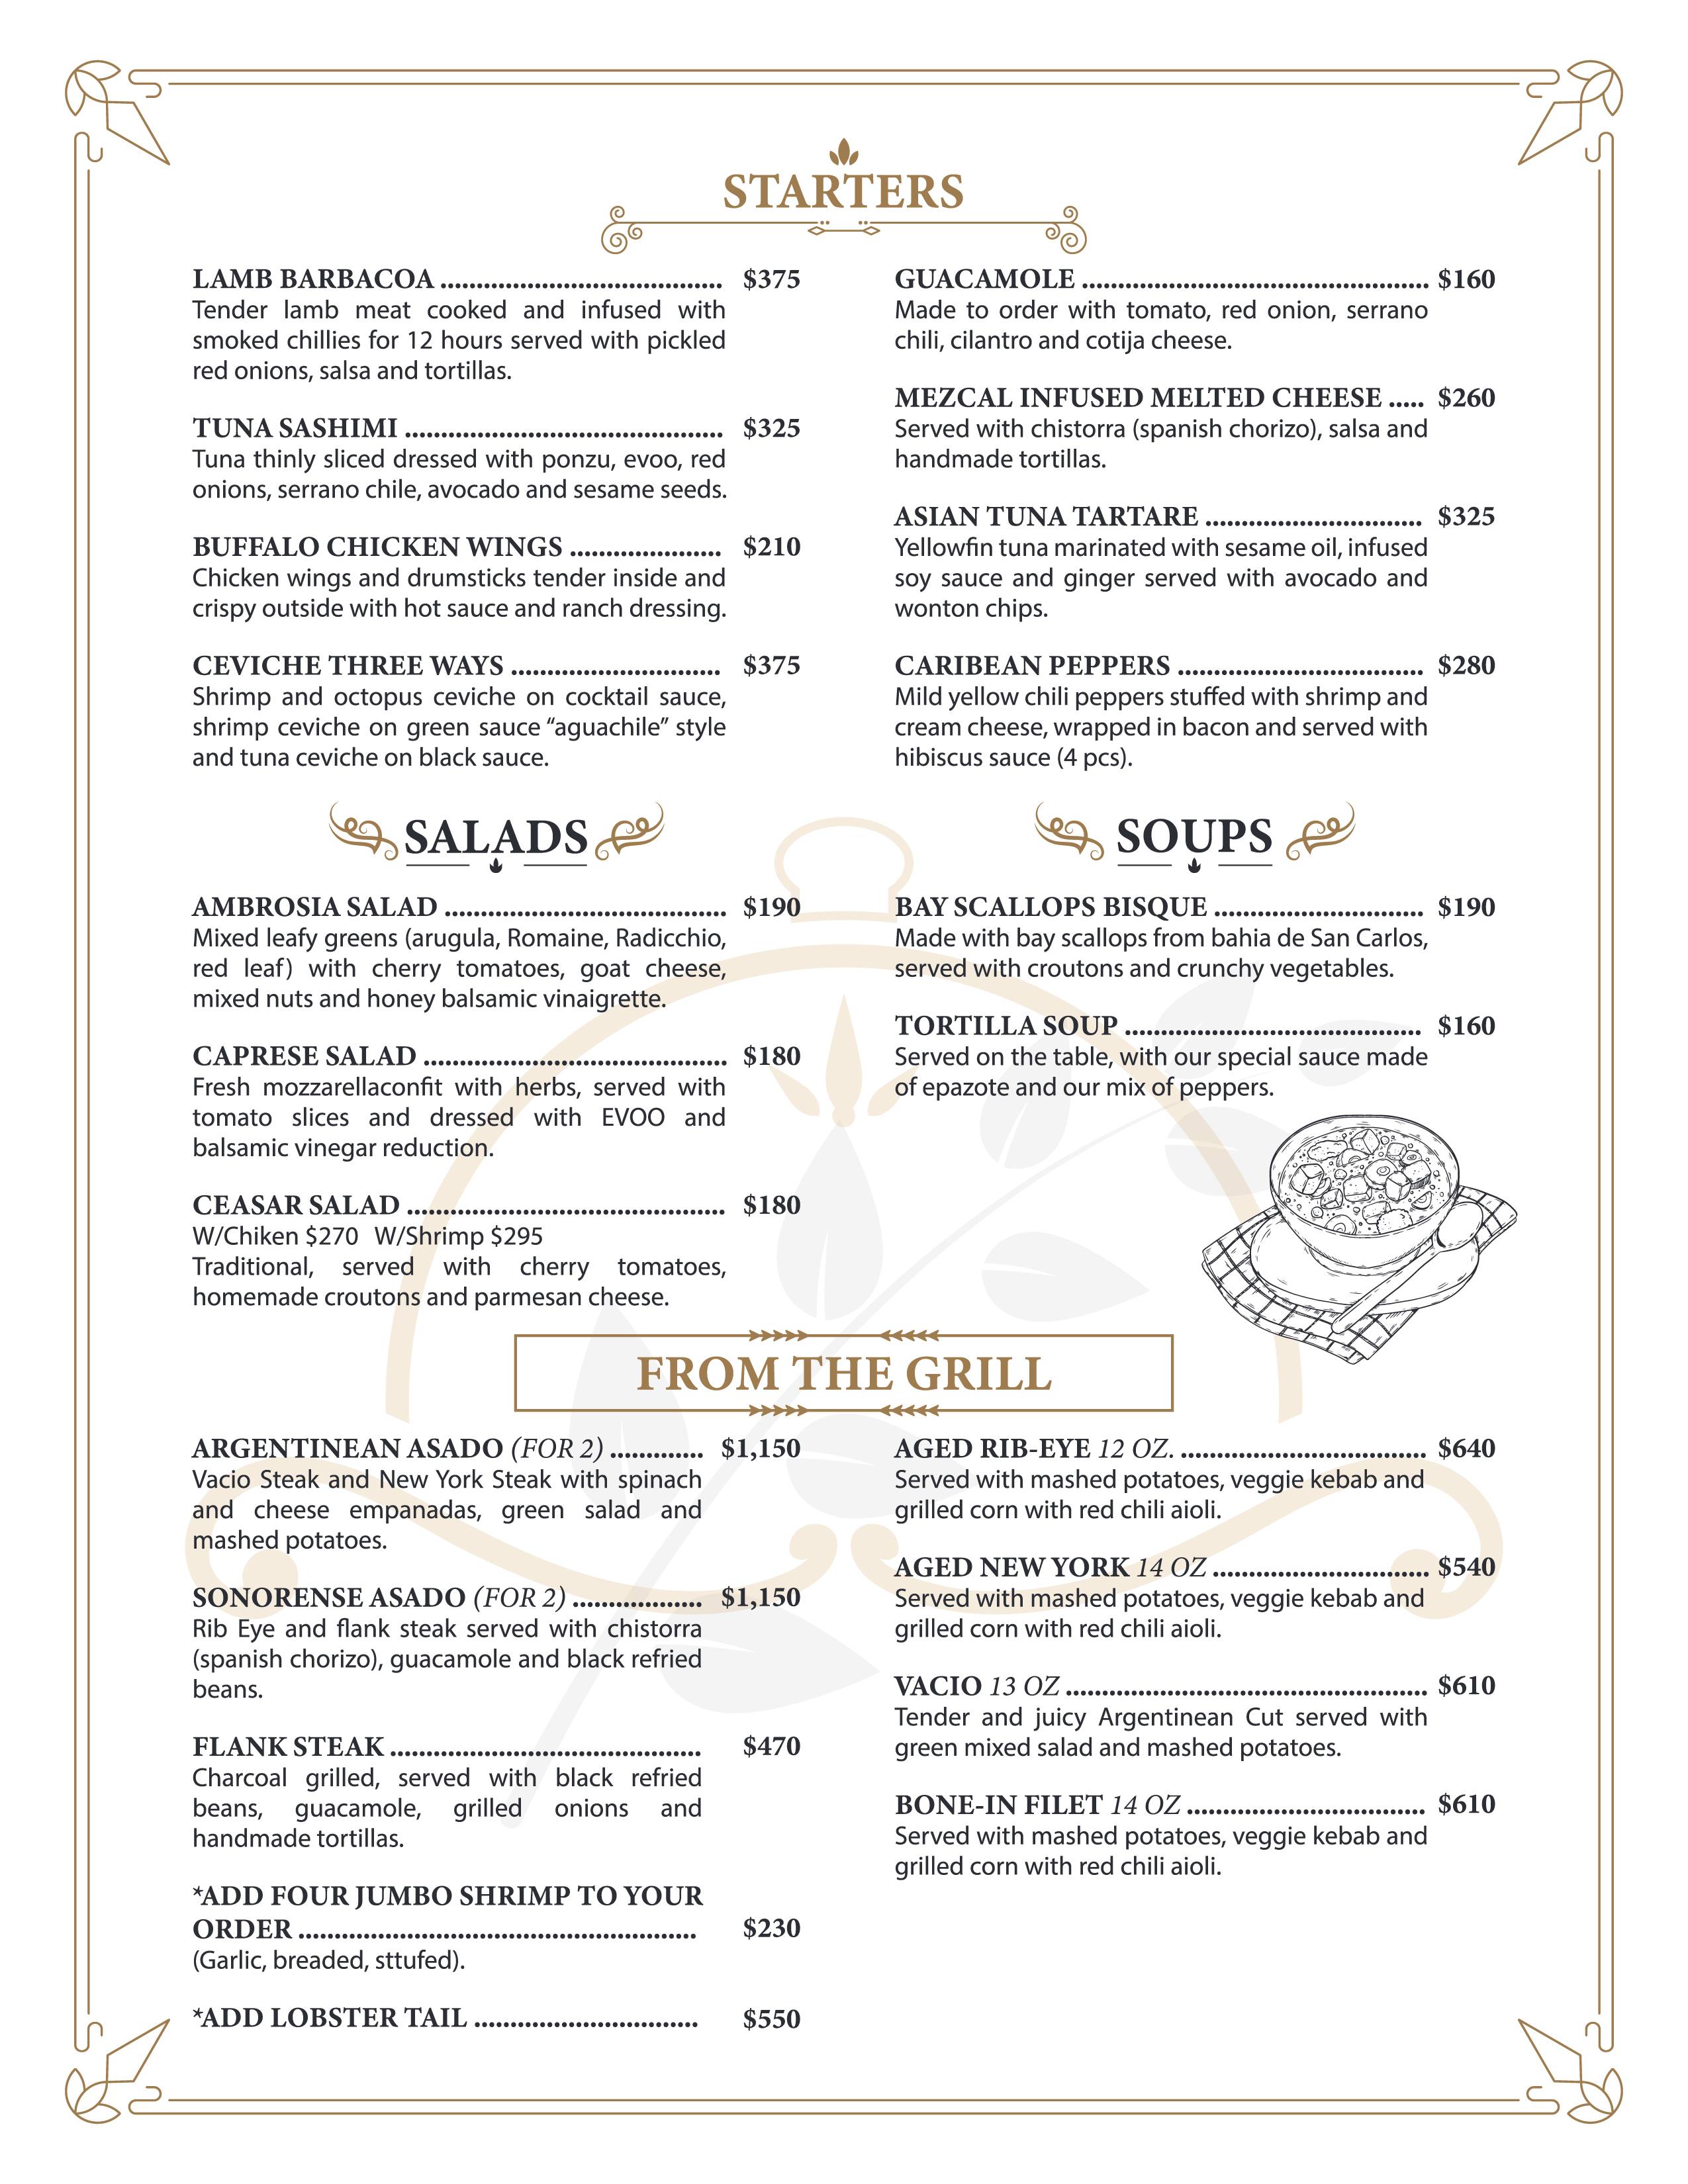 STARTERS
LAMB BARBACOA ....................................... $375
Tender lamb meat cooked and infused with
smoked chillies for 12 hours served with pickled
red onions, salsa and tortillas.
TUNA SASHIMI ............................................ $325
Tuna thinly sliced dressed with ponzu, evoo, red
onions, serrano chile, avocado and sesame seeds.
BUFFALO CHICKEN WINGS ..................... $210
Chicken wings and drumsticks tender inside and
crispy outside with hot sauce and ranch dressing.
CEVICHE THREE WAYS ............................. $375
Shrimp and octopus ceviche on cocktail sauce,
shrimp ceviche on green sauce “aguachile” style
and tuna ceviche on black sauce.
GUACAMOLE ................................................ $160
Made to order with tomato, red onion, serrano
chili, cilantro and cotija cheese.
MEZCAL INFUSED MELTED CHEESE ..... $260
Served with chistorra (spanish chorizo), salsa and
handmade tortillas.
ASIAN TUNA TARTARE .............................. $325
Yellowfin tuna marinated with sesame oil, infused
soy sauce and ginger served with avocado and
wonton chips.
CARIBEAN PEPPERS .................................. $280
Mild yellow chili peppers stuffed with shrimp and
cream cheese, wrapped in bacon and served with
hibiscus sauce (4 pcs).
SALADS
AMBROSIA SALAD ....................................... $190
Mixed leafy greens (arugula, Romaine, Radicchio,
red leaf) with cherry tomatoes, goat cheese,
mixed nuts and honey balsamic vinaigrette.
CAPRESE SALAD .......................................... $180
Fresh mozzarellaconfit with herbs, served with
tomato slices and dressed with EVOO and
balsamic vinegar reduction.
CEASAR SALAD ............................................ $180
W/Chiken $270 W/Shrimp $295
Traditional, served with cherry tomatoes,
homemade croutons and parmesan cheese.
SOUPS
BAY SCALLOPS BISQUE ............................. $190
Made with bay scallops from bahia de San Carlos,
served with croutons and crunchy vegetables.
TORTILLA SOUP ......................................... $160
Served on the table, with our special sauce made
of epazote and our mix of peppers.
FROM THE GRILL
ARGENTINEAN ASADO (FOR 2) ............. $1,150
Vacio Steak and New York Steak with spinach
and cheese empanadas, green salad and
mashed potatoes.
SONORENSE ASADO (FOR 2) .................. $1,150
Rib Eye and flank steak served with chistorra
(spanish chorizo), guacamole and black refried
beans.
FLANK STEAK ........................................... $470
Charcoal grilled, served with black refried
beans, guacamole, grilled onions and
handmade tortillas.
*ADD FOUR JUMBO SHRIMP TO YOUR
ORDER ....................................................... $230
(Garlic, breaded, sttufed).
*ADD LOBSTER TAIL ............................... $550
AGED RIB-EYE 12 OZ. .................................. $640
Served with mashed potatoes, veggie kebab and
grilled corn with red chili aioli.
AGED NEW YORK 14 OZ .............................. $540
Served with mashed potatoes, veggie kebab and
grilled corn with red chili aioli.
VACIO 13 OZ .................................................. $610
Tender and juicy Argentinean Cut served with
green mixed salad and mashed potatoes.
BONE-IN FILET 14 OZ ................................. $610
Served with mashed potatoes, veggie kebab and
grilled corn with red chili aioli.